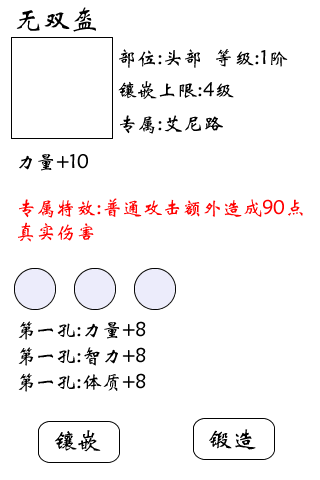 无双盔
部位:头部 等级:1阶
镶嵌上限:4级
专属:艾尼路
力量+10
专属特效:普通攻击额外造成90点
真实伤害
第一孔:力量+8
第一孔:智力+8
第一孔:体质+8
镶嵌 锻造